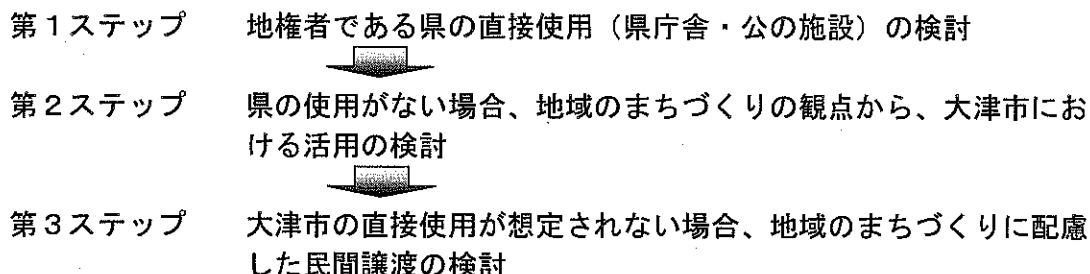 第1ステップ　地権者である県の直接使用（県庁舎・公の施設）の検討
第2ステップ　県の使用がない場合、地域のまちづくりの観点から、大津市にお
ける活用の検討
第3ステップ　大津市の直接使用が想定されない場合、地域のまちづくりに配慮
した民間譲渡の検討